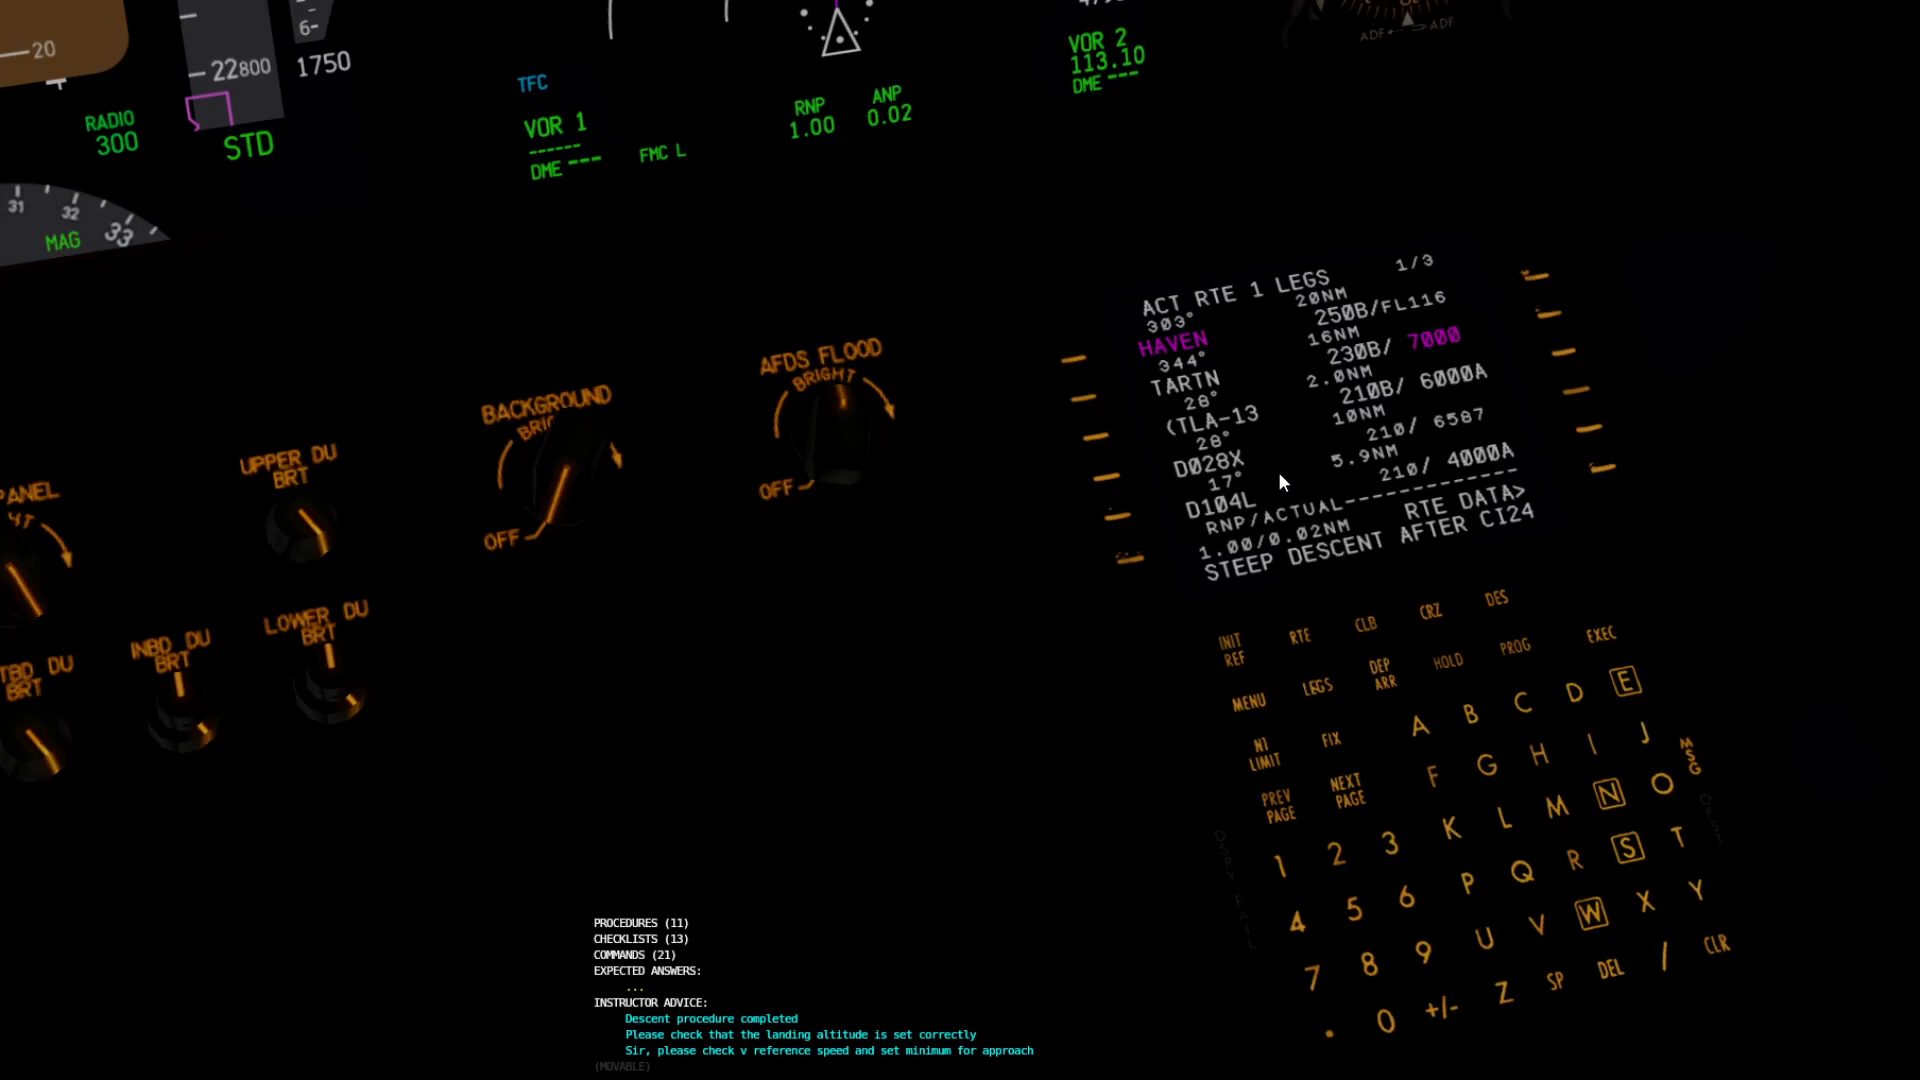 20
22800
6-
1750
RADIO
300
STD
31 32 33
MAG
TFC
VOR 1
------
DME ---
FMC L
RNP
1.00
ANP
0.02
VOR 2
113.10
DME ---
ADF ADF
AFDS FLOOD
BRIGHT
OFF
BACKGROUND
OFF
UPPER DU
BRT
INBD DU
BRT
LOWER DU
BRT
BRT
ACT RTE 1 LEGS 1/3
303° 20NM
HAVEN 250B/FL116
344° 16NM
TARTN 230B/ 7000
28° 2.0NM
(TLA-13 210B/ 6000A
28° 10NM
D028X 210/ 6587
17° 5.9NM
D104L 210/ 4000A
RNP/ACTUAL------------
1.00/0.02NM RTE DATA>
STEEP DESCENT AFTER CI24
INIT REF RTE CLB CRZ DES
MENU LEGS DEP ARR HOLD PROG EXEC
N1 LIMIT FIX
PREV PAGE NEXT PAGE
A B C D E
F G H I J
K L M N O
P Q R S T
U V W X Y
Z SP DEL / CLR
1 2 3
4 5 6
7 8 9
. 0 +/-
MSG
PROCEDURES (11)
CHECKLISTS (13)
COMMANDS (21)
EXPECTED ANSWERS:
...
INSTRUCTOR ADVICE:
Descent procedure completed
Please check that the landing altitude is set correctly
Sir, please check v reference speed and set minimum for approach
(MOVABLE)